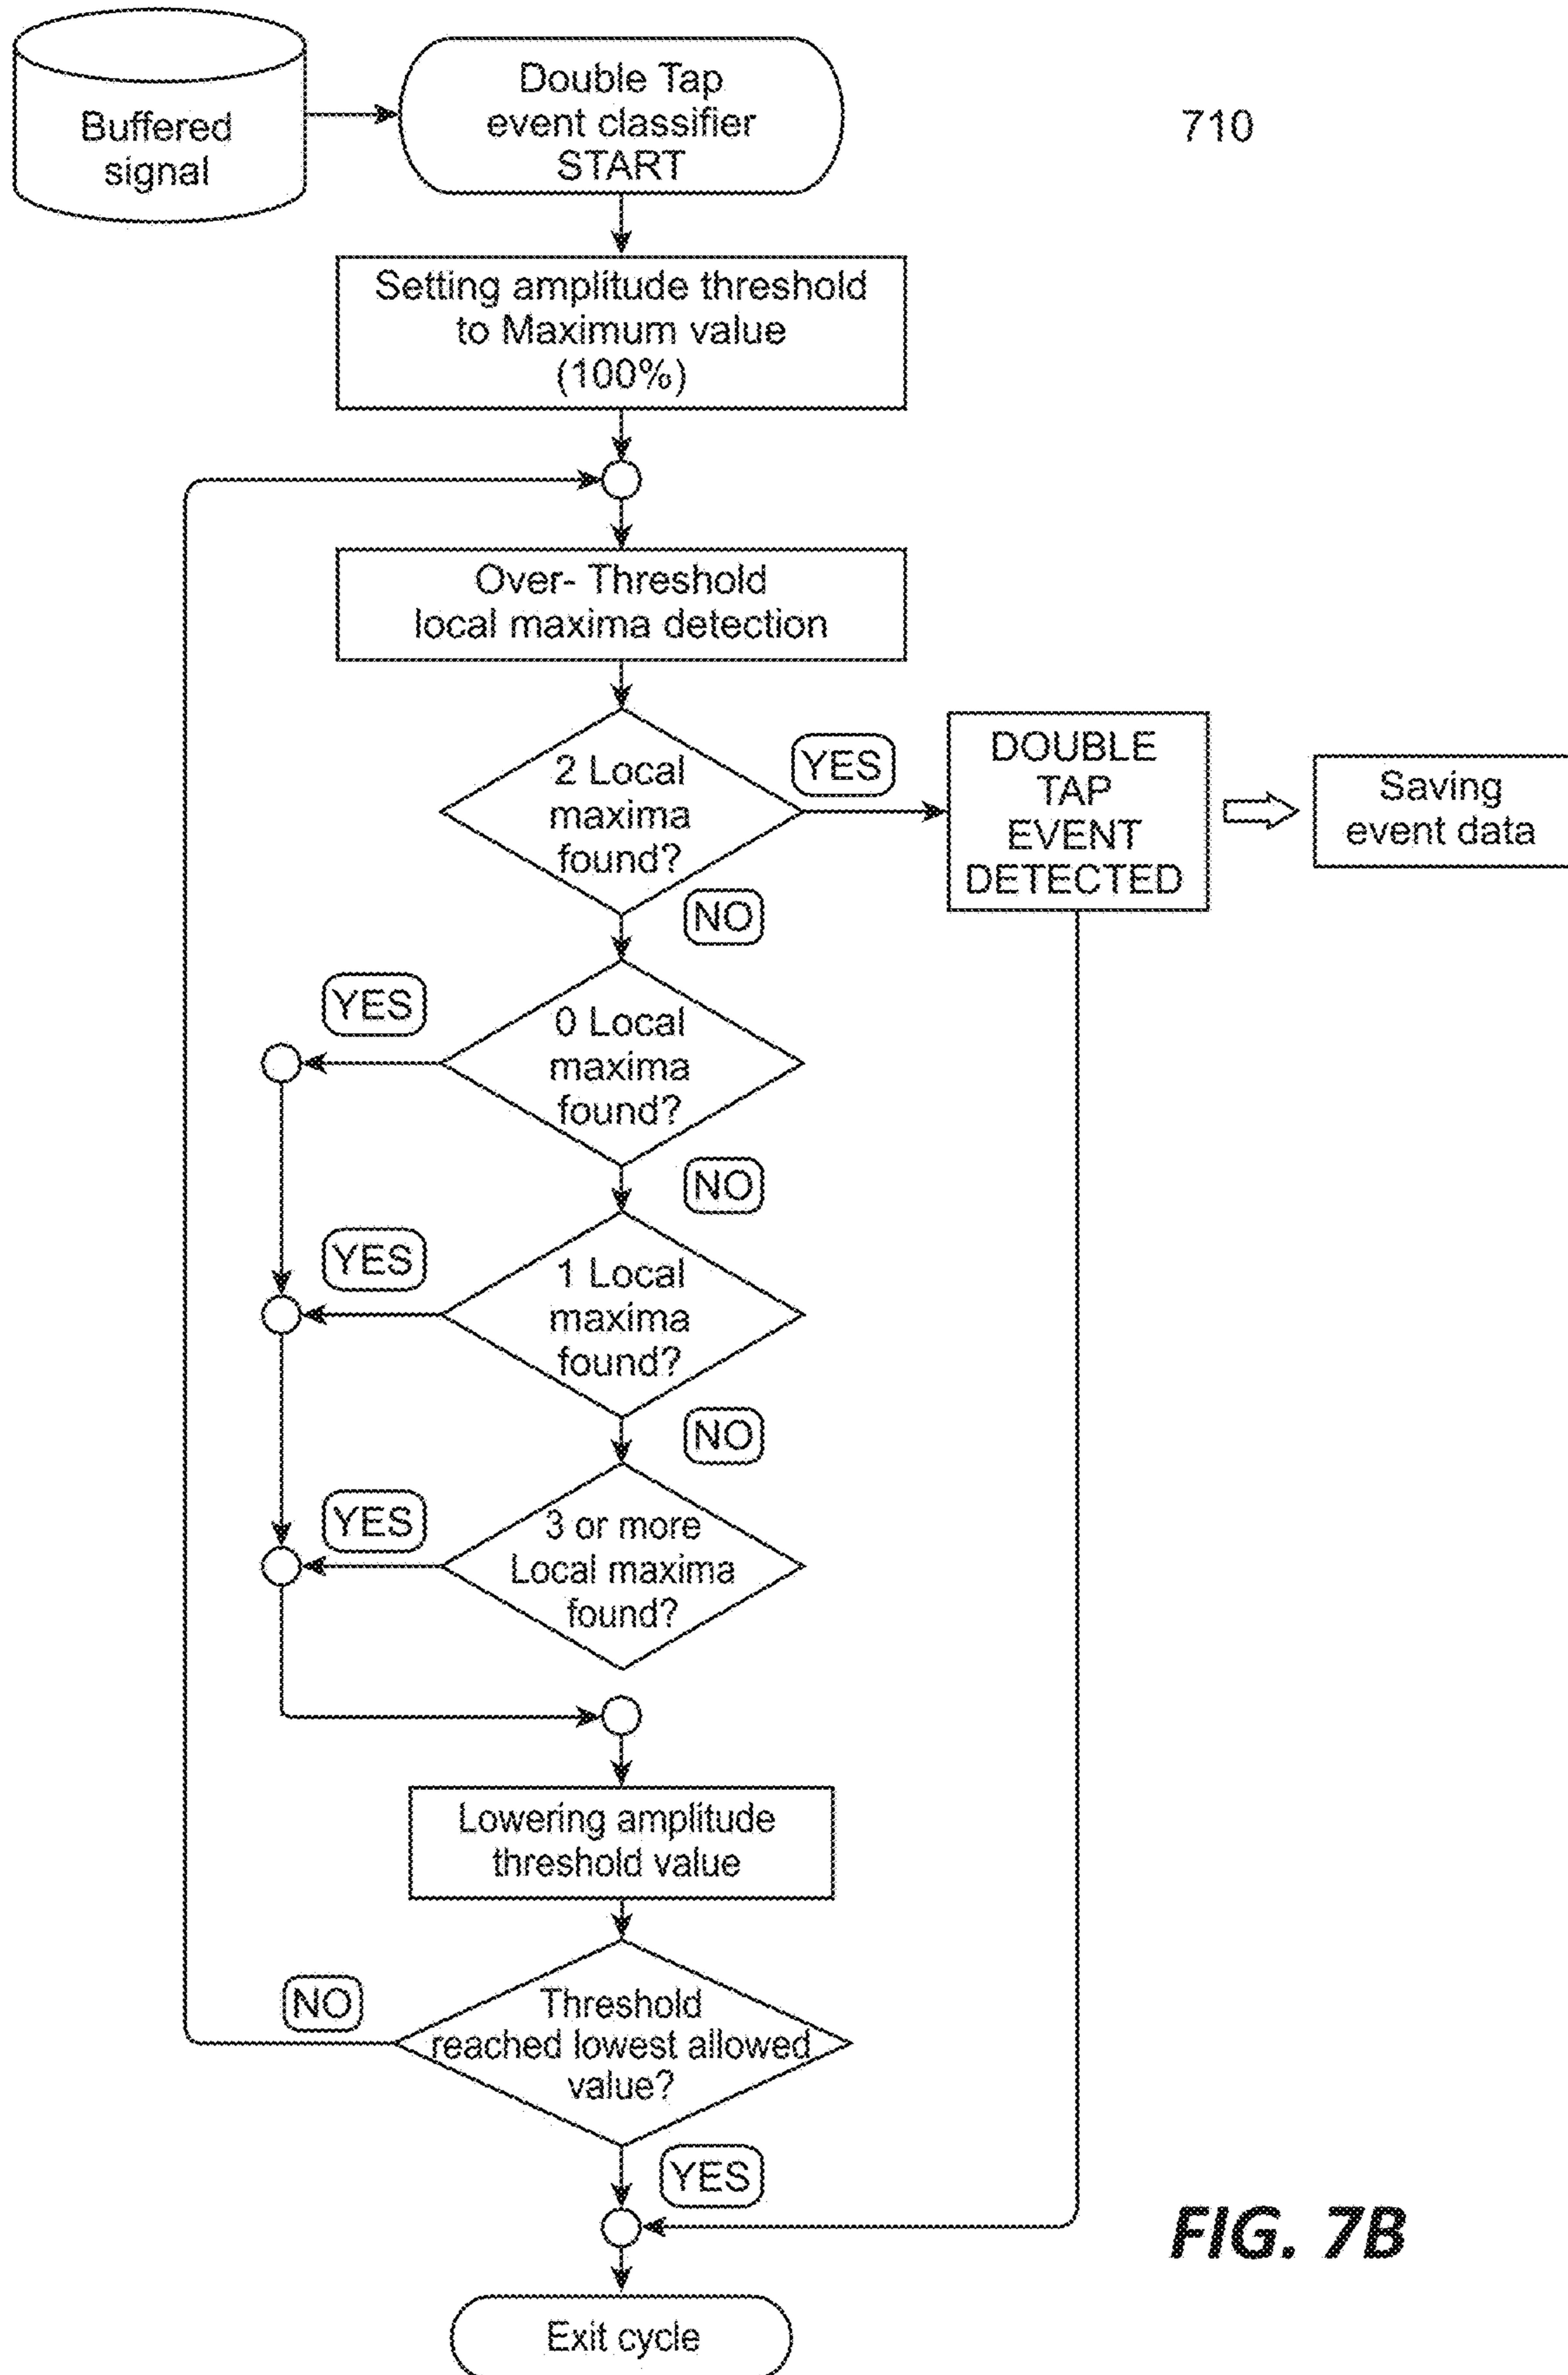 Buffered
signal
Double Tap
event classifier
START
710
Setting amplitude threshold
to Maximum value
(100%)
Over- Threshold
local maxima detection
2 Local
maxima
found?
YES
DOUBLE
TAP
EVENT
DETECTED
Saving
event data
NO
YES
0 Local
maxima
found?
NO
YES
1 Local
maxima
found?
NO
YES
3 or more
Local maxima
found?
Lowering amplitude
threshold value
NO
Threshold
reached lowest allowed
value?
YES
FIG. 7B
Exit cycle